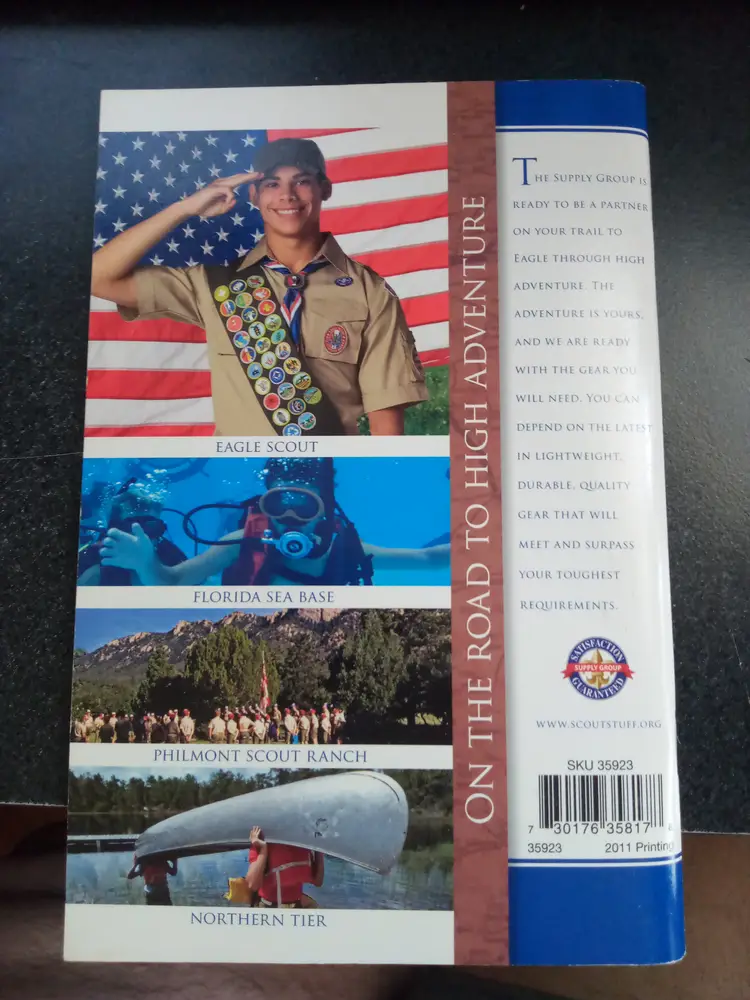 EAGLE SCOUT
FLORIDA SEA BASE
PHILMONT SCOUT RANCH
NORTHERN TIER
ON THE ROAD TO HIGH ADVENTURE
THE SUPPLY GROUP IS
READY TO BE A PARTNER
ON YOUR TRAIL TO
EAGLE THROUGH HIGH
ADVENTURE. THE
ADVENTURE IS YOURS,
AND WE ARE READY
WITH THE GEAR YOU
WILL NEED. YOU CAN
DEPEND ON THE LATEST
IN LIGHTWEIGHT,
DURABLE, QUALITY
GEAR THAT WILL
MEET AND SURPASS
YOUR TOUGHEST
REQUIREMENTS.
SATISFACTION
SUPPLY GROUP
GUARANTEED
WWW.SCOUTSTUFF.ORG
SKU 35923
7 30176 35817 8
35923 2011 Printing